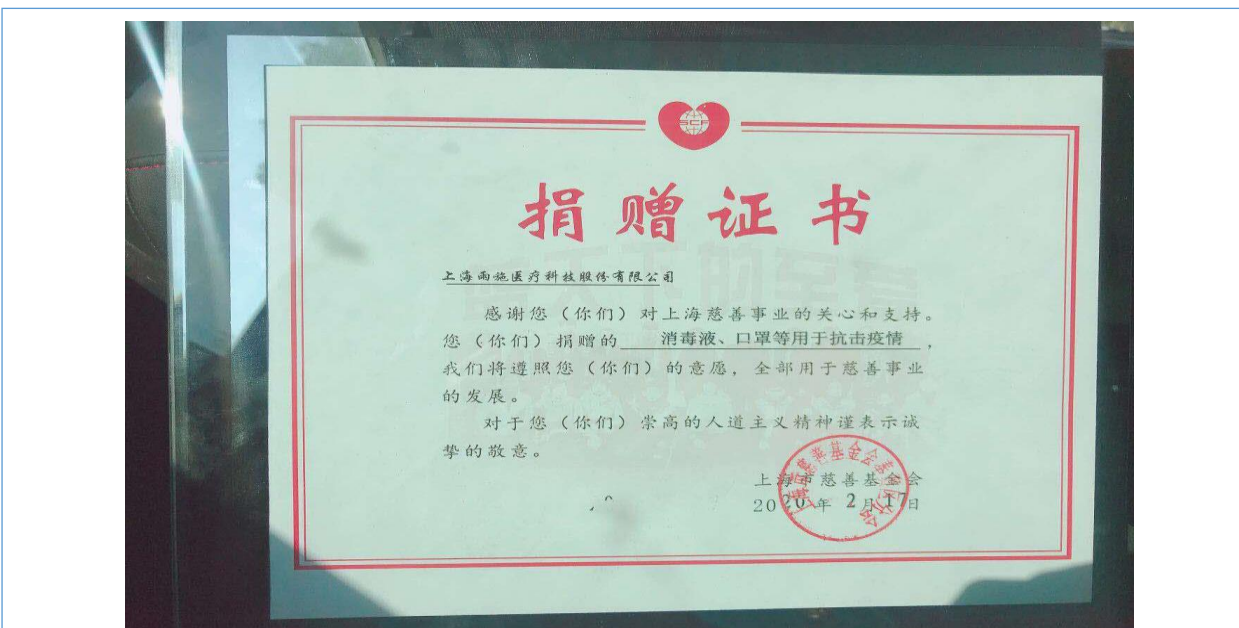 SCF
捐赠证书
上海雨施医疗科技股份有限公司
感谢您（你们）对上海慈善事业的关心和支持。
您（你们）捐赠的 消毒液、口罩等用于抗击疫情 ，
我们将遵照您（你们）的意愿，全部用于慈善事业
的发展。
对于您（你们）崇高的人道主义精神谨表示诚
挚的敬意。
上海市慈善基金会
2020年2月17日